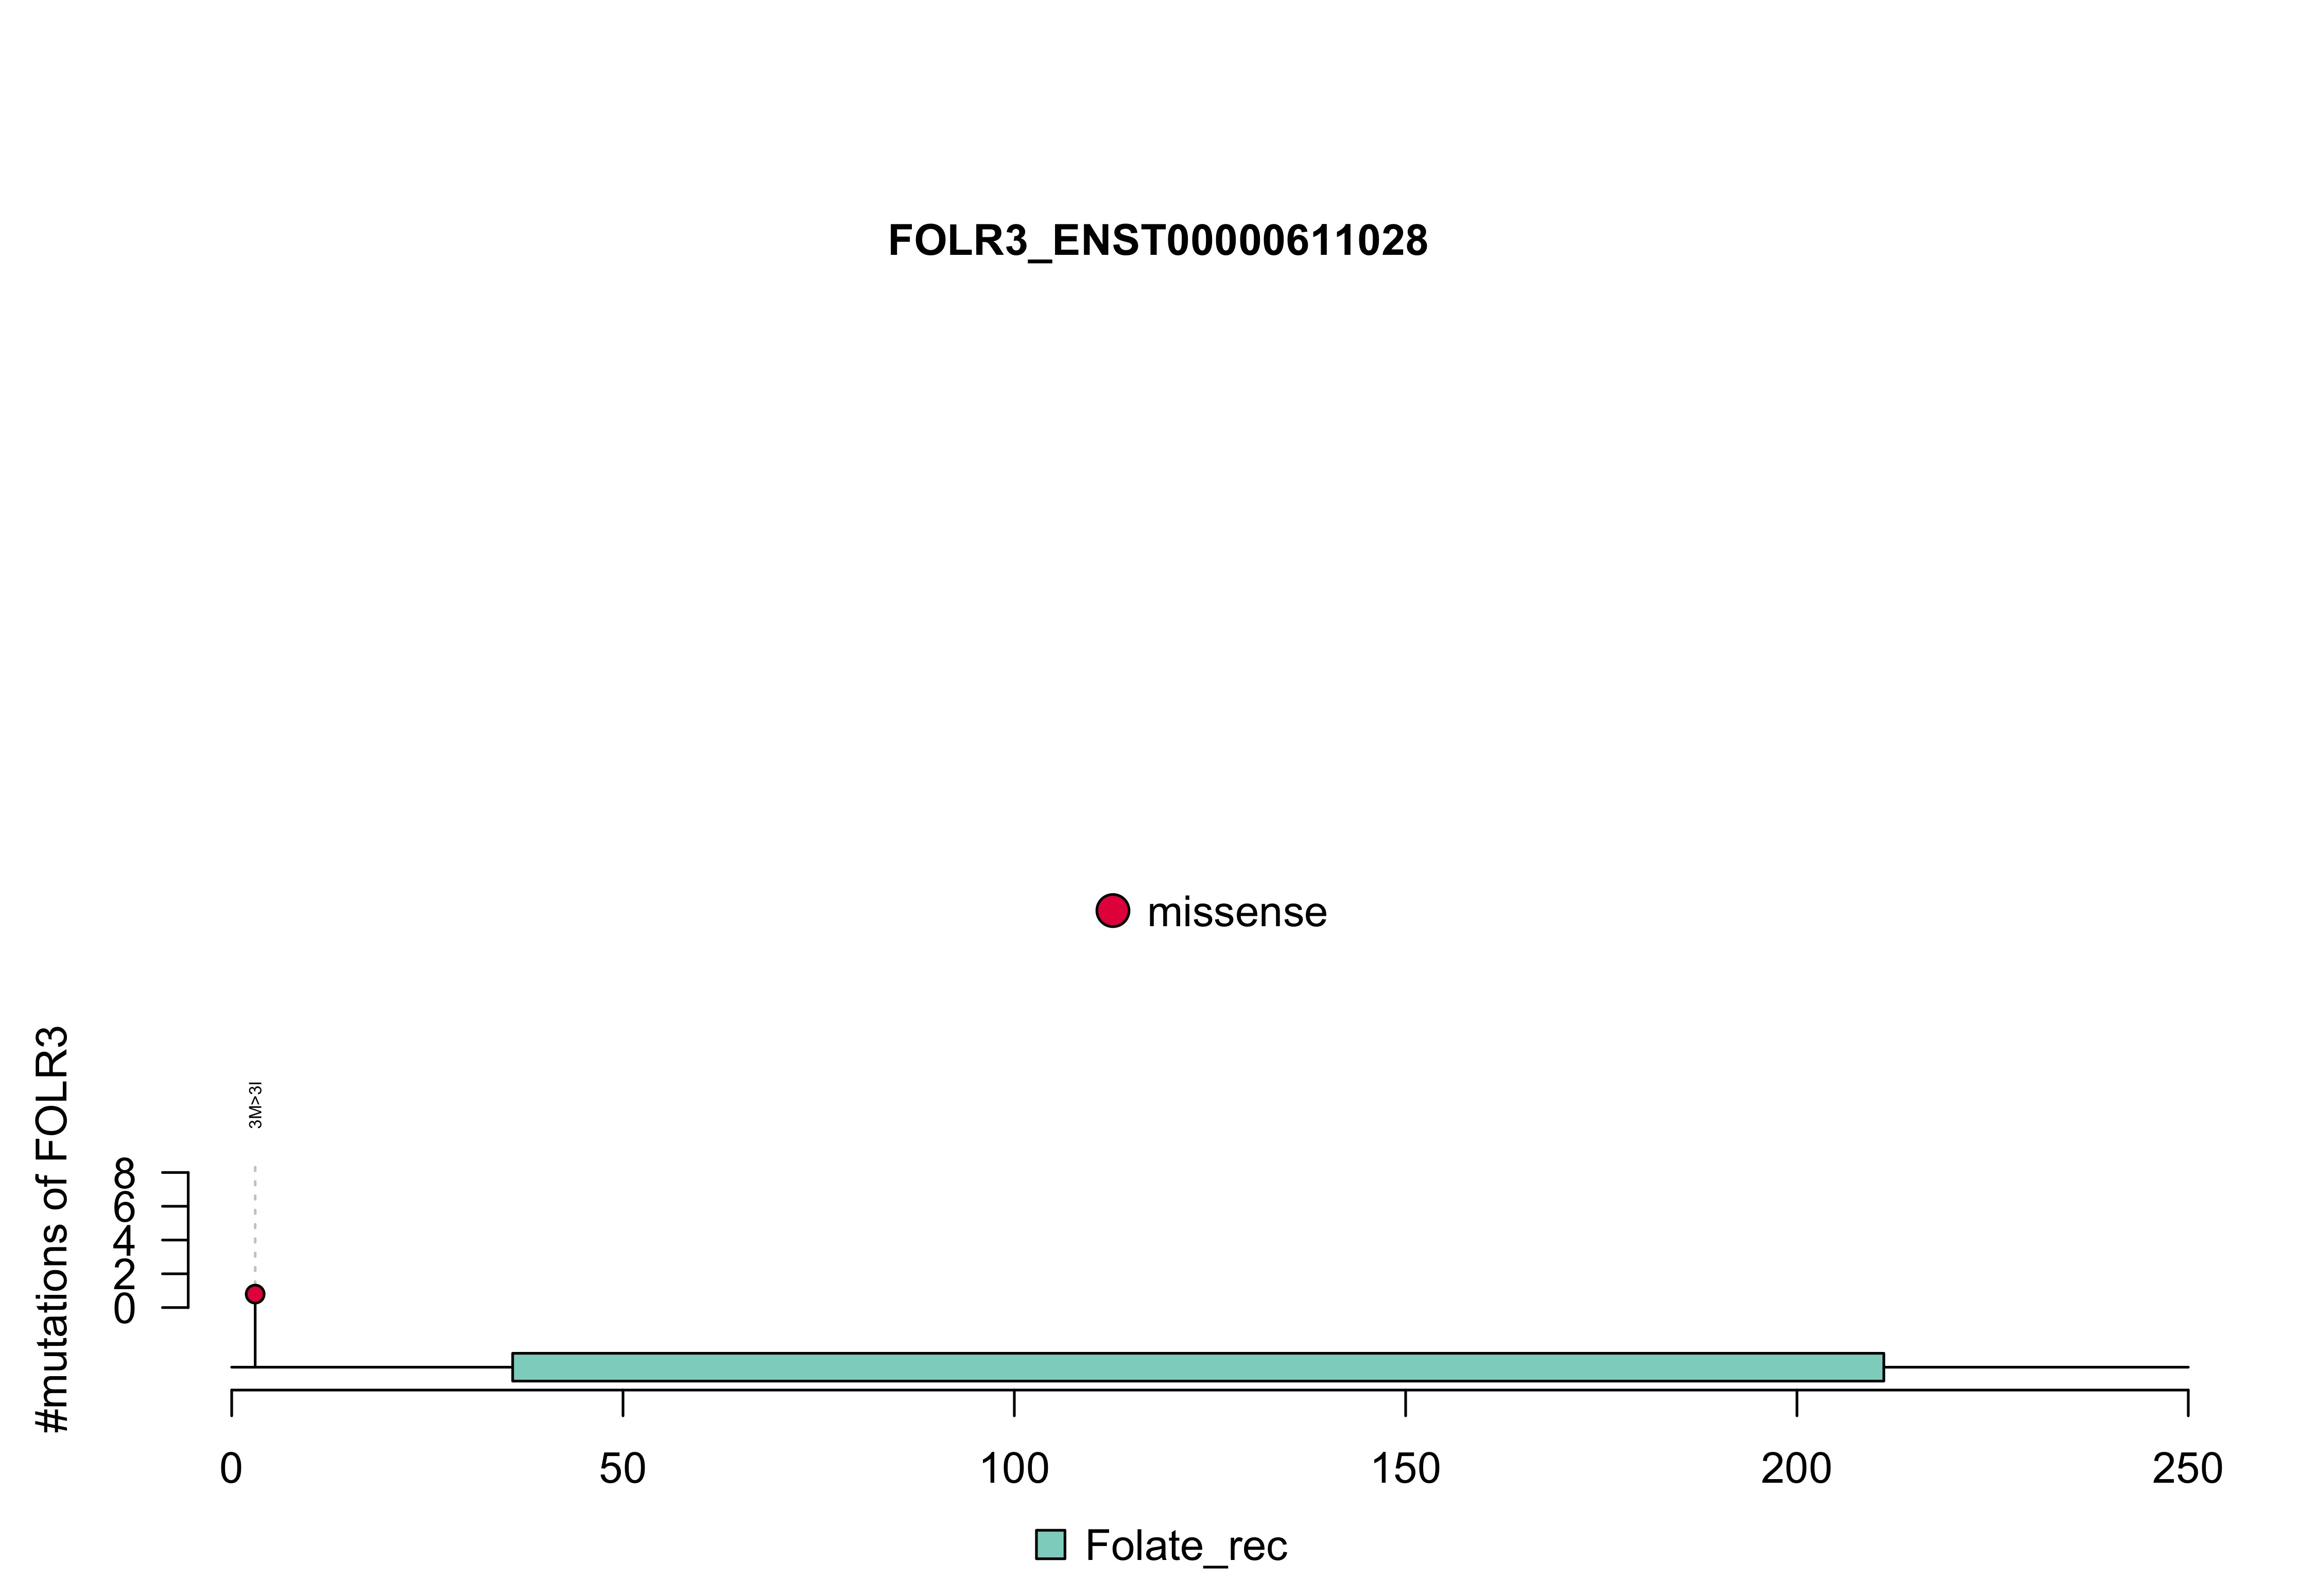 FOLR3_ENST00000611028
missense
#mutations of FOLR3
3M>3I
8
6
4
2
0
0 50 100 150 200 250
Folate_rec